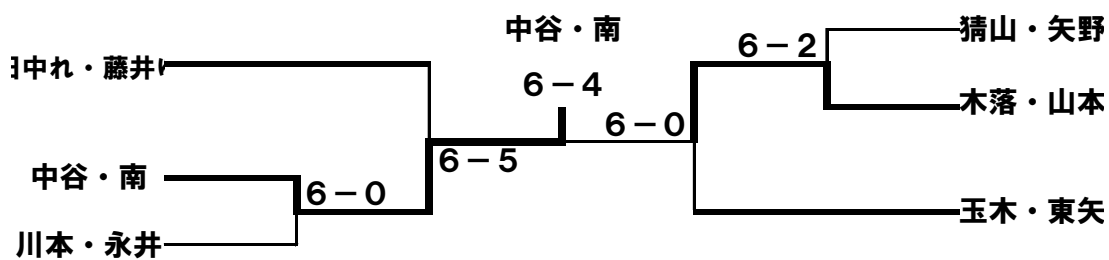 中谷・南
猜山・矢野
6－2
日中れ・藤井
6－4
木落・山本
6－0
6－5
中谷・南
6－0
玉木・東矢
川本・永井